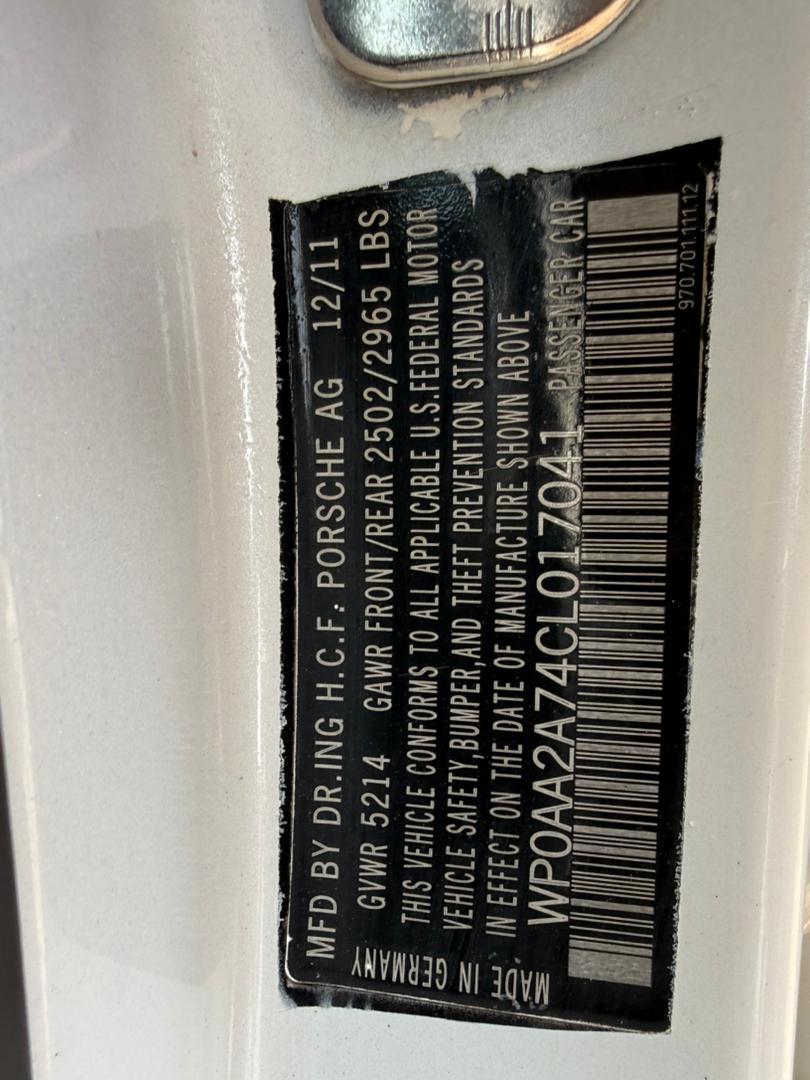 MFD BY DR.ING H.C.F. PORSCHE AG 12/11
GVWR 5214 GAWR FRONT/REAR 2502/2965 LBS
THIS VEHICLE CONFORMS TO ALL APPLICABLE U.S.FEDERAL MOTOR
VEHICLE SAFETY,BUMPER,AND THEFT PREVENTION STANDARDS
IN EFFECT ON THE DATE OF MANUFACTURE SHOWN ABOVE
WP0AA2A74CL017041 PASSENGER CAR
970.701.111.12
MADE IN GERMANY